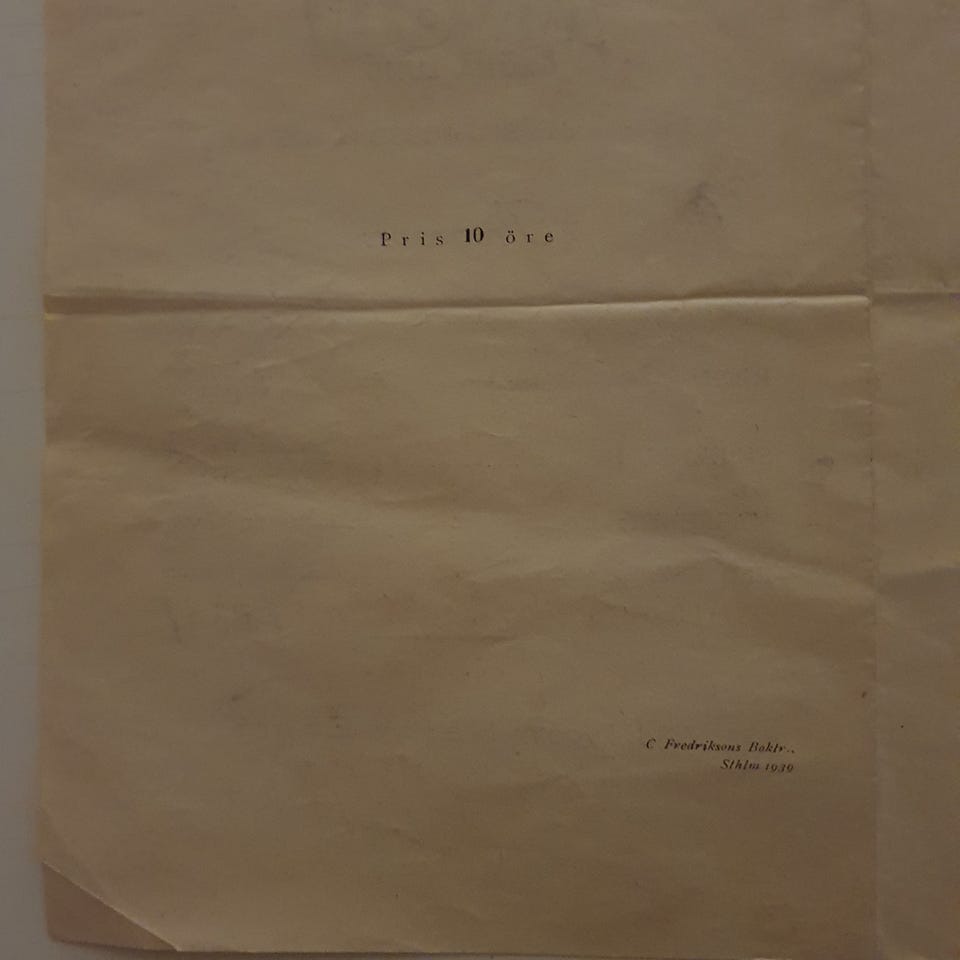 Pris 10 öre
C Fredriksons Boktr..
Sthlm 1939